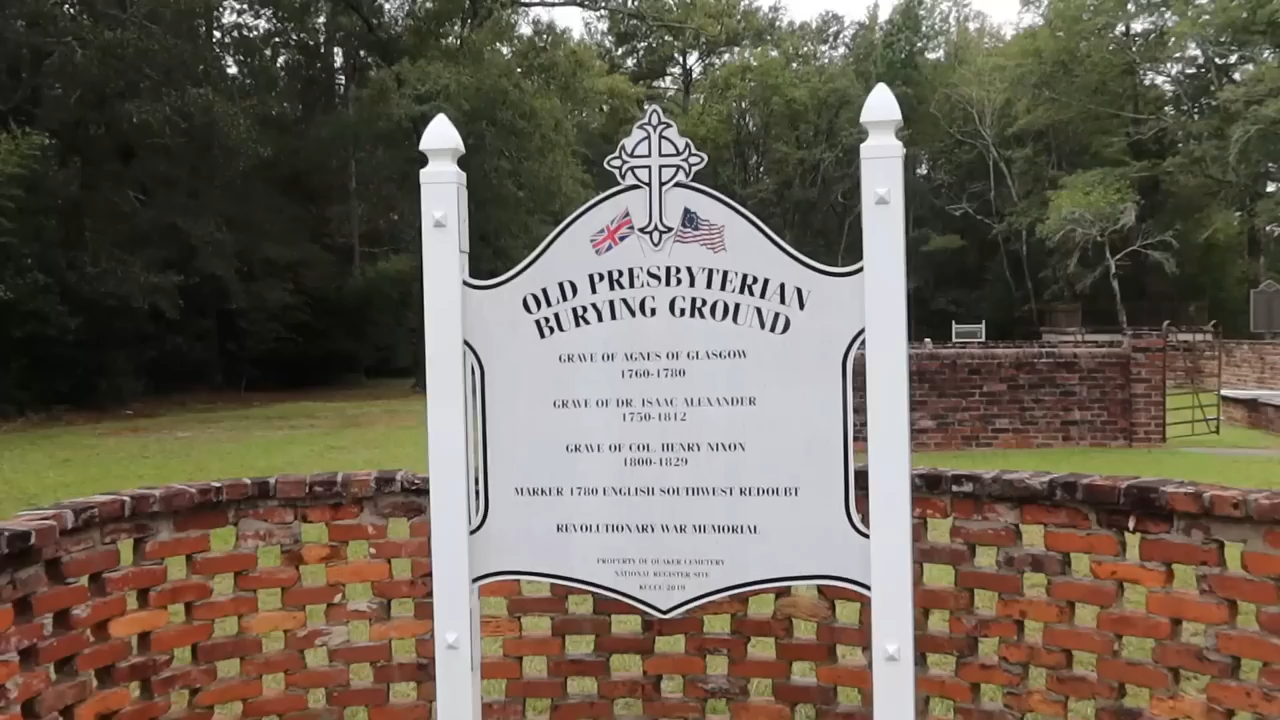 OLD PRESBYTERIAN
BURYING GROUND
GRAVE OF AGNES OF GLASGOW
1760-1780
GRAVE OF DR. ISAAC ALEXANDER
1750-1812
GRAVE OF COL. HENRY NIXON
1800-1829
MARKER 1780 ENGLISH SOUTHWEST REDOUBT
REVOLUTIONARY WAR MEMORIAL
PROPERTY OF QUAKER CEMETERY
NATIONAL REGISTER SITE
KCCCC 2019